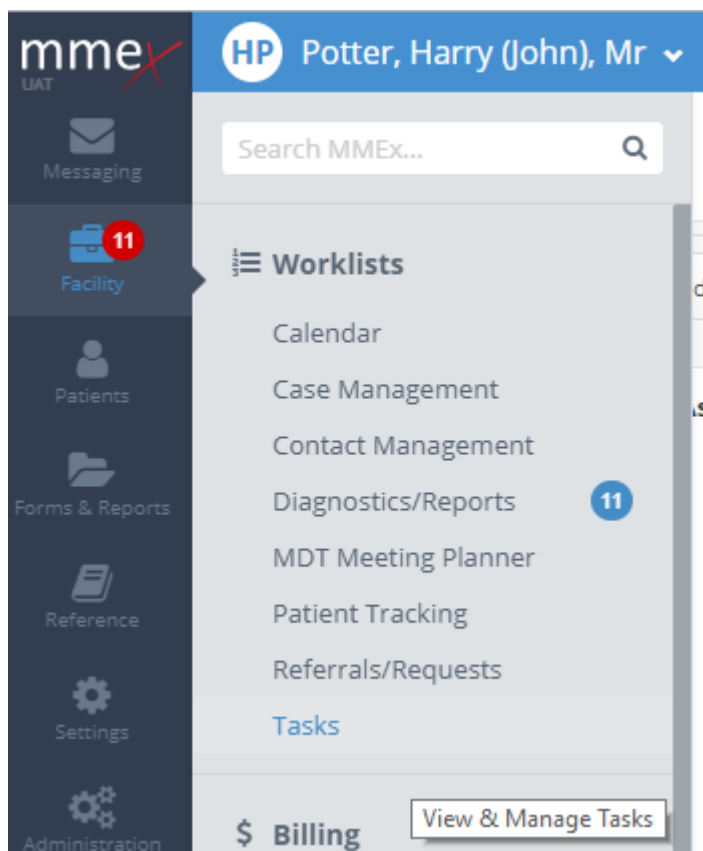 mmex
UAT
HP
Potter, Harry (John), Mr
Search MMEx...
Messaging
11
Facility
Patients
Forms & Reports
Reference
Settings
Administration
Worklists
Calendar
Case Management
Contact Management
Diagnostics/Reports 11
MDT Meeting Planner
Patient Tracking
Referrals/Requests
Tasks
$ Billing
View & Manage Tasks